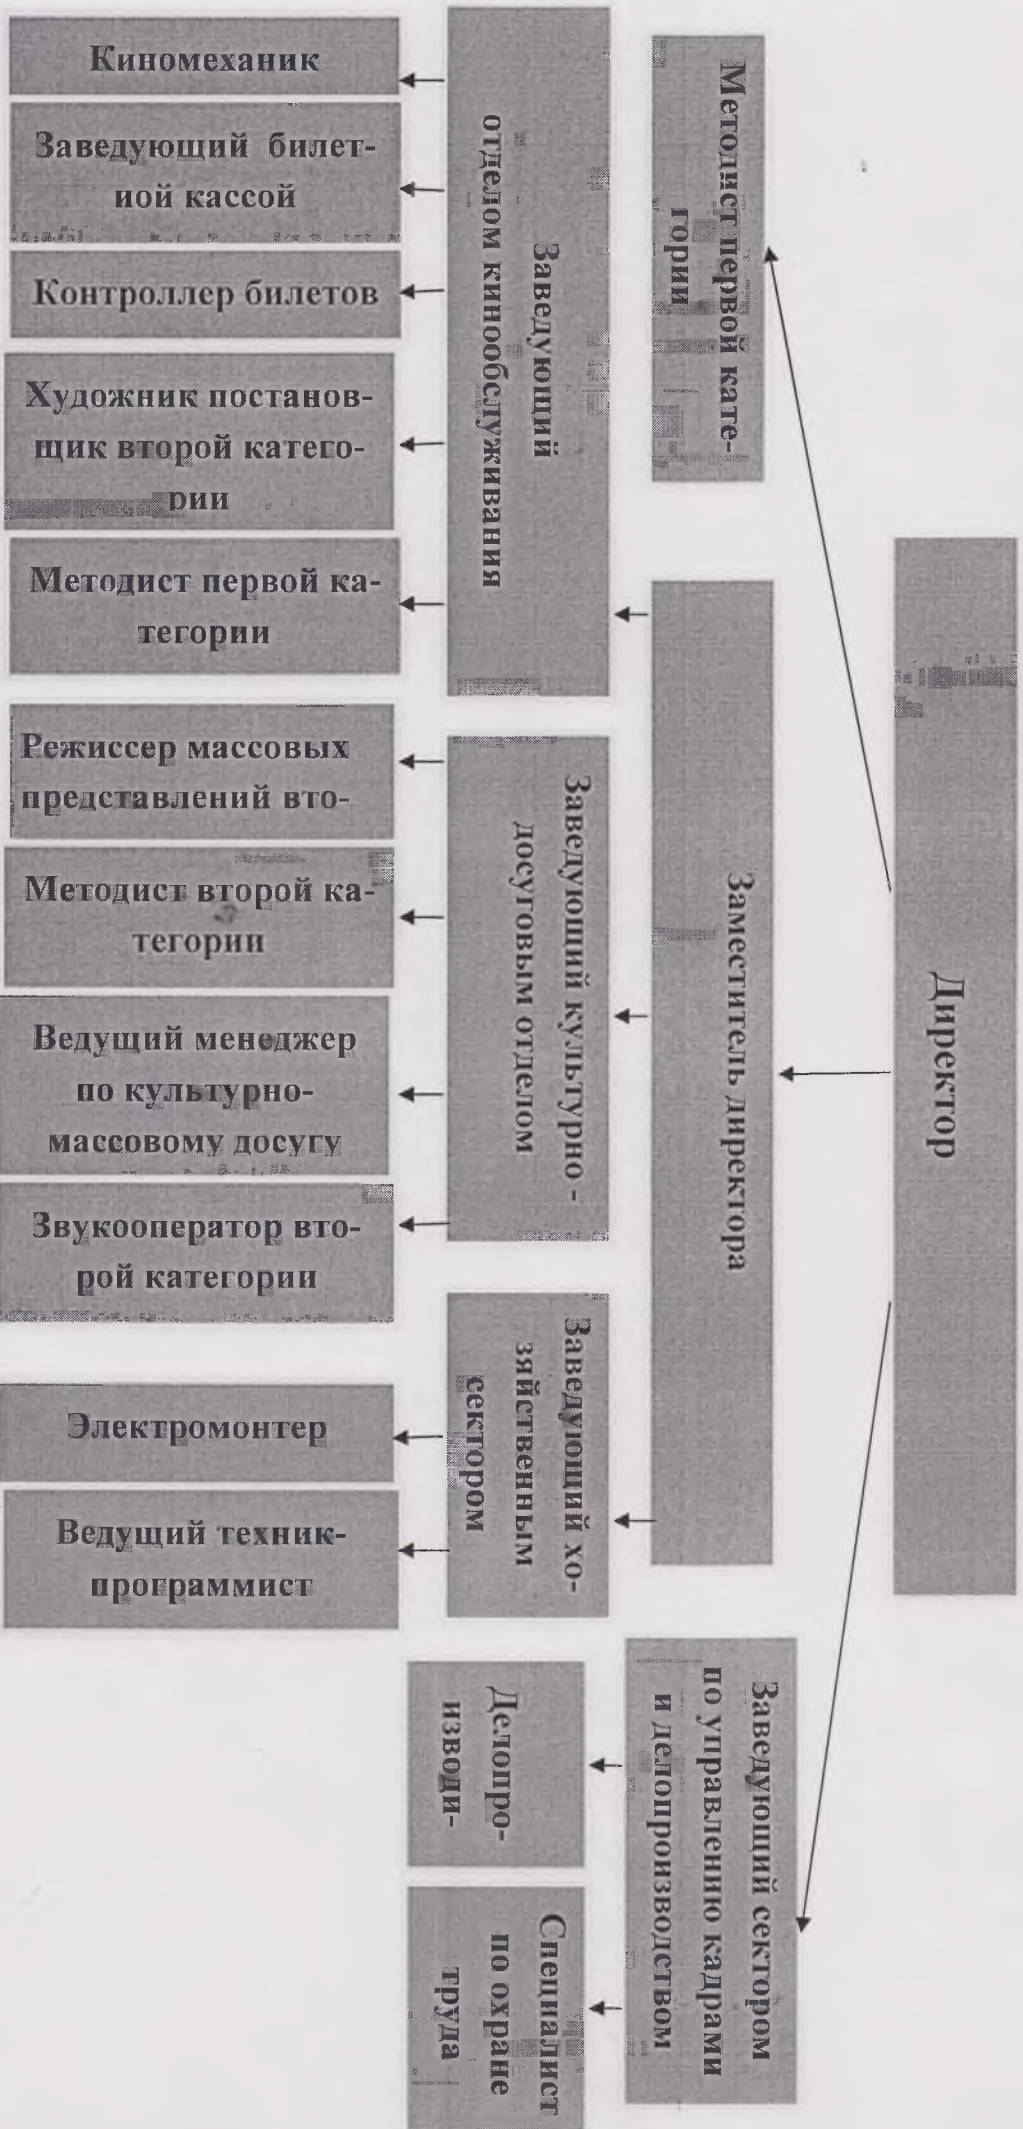 Директор
Методист первой кате-
гории
Заместитель директора
Заведующий сектором
по управлению кадрами
и делопроизводством
Заведующий
отделом кинообслуживания
Заведующий культурно -
досуговым отделом
Заведующий хо-
зяйственным
сектором
Делопро-
изводи-
Специалист
по охране
труда
Киномеханик
Заведующий билет-
ной кассой
Контроллер билетов
Художник постанов-
щик второй катего-
рии
Методист первой ка-
тегории
Режиссер массовых
представлений вто-
Методист второй ка-
тегории
Ведущий менеджер
по культурно-
массовому досугу
Звукооператор вто-
рой категории
Электромонтер
Ведущий техник-
программист